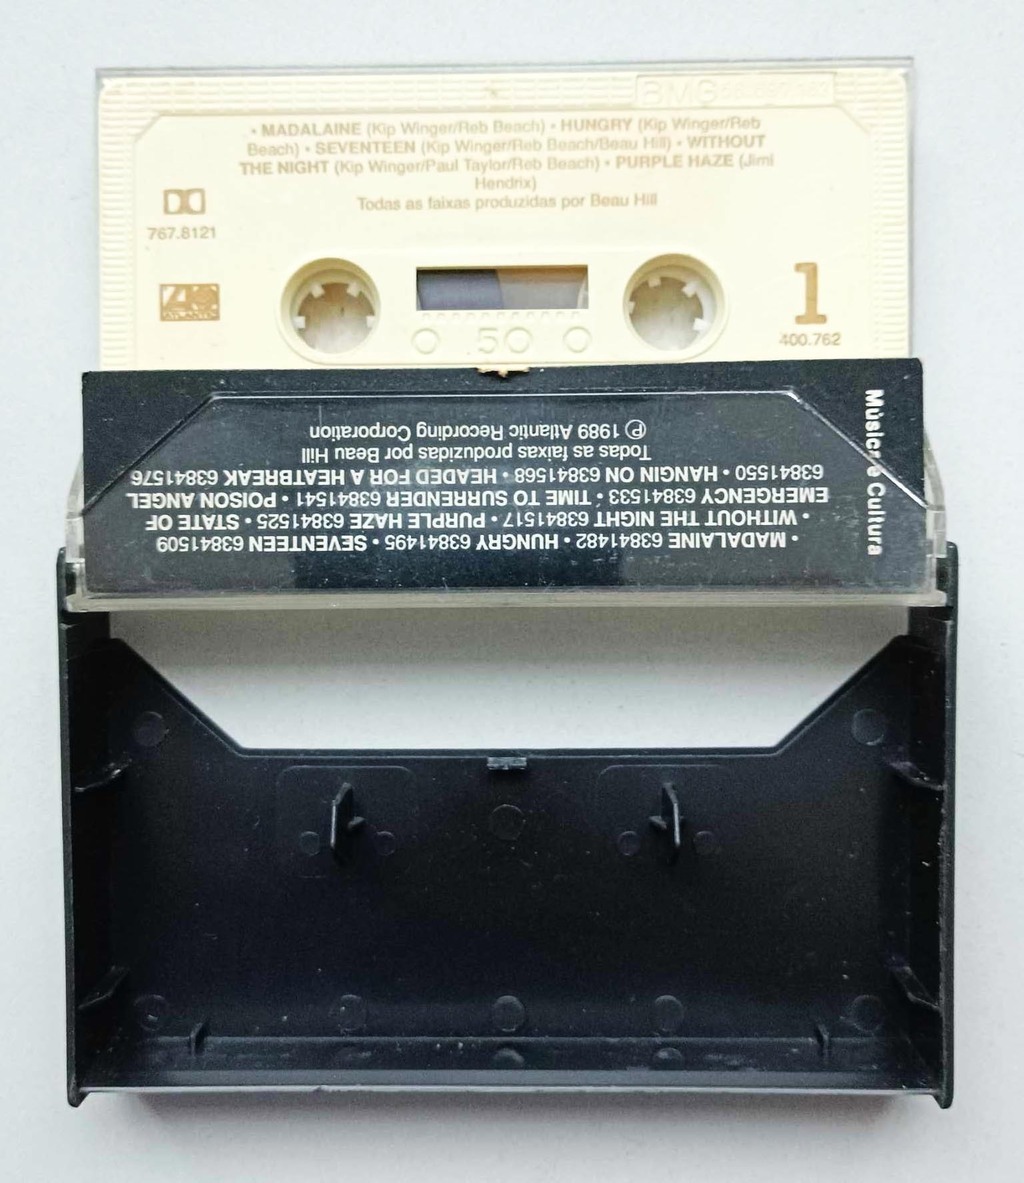 BMG
• MADALAINE (Kip Winger/Reb Beach) • HUNGRY (Kip Winger/Reb
Beach) • SEVENTEEN (Kip Winger/Reb Beach/Beau Hill) • WITHOUT
THE NIGHT (Kip Winger/Paul Taylor/Reb Beach) • PURPLE HAZE (Jimi
Hendrix)
Todas as faixas produzidas por Beau Hill
767.8121
ATLANTIC
50
1
400.762
• MADALAINE 63841482 • HUNGRY 63841495 • SEVENTEEN 63841509
• WITHOUT THE NIGHT 63841517 • PURPLE HAZE 63841525 • STATE OF
EMERGENCY 63841533 • TIME TO SURRENDER 63841541 • POISON ANGEL
63841550 • HANGIN ON 63841568 • HEADED FOR A HEATBREAK 63841576
Todas as faixas produzidas por Beau Hill
℗ 1989 Atlantic Recording Corporation
Música e Cultura